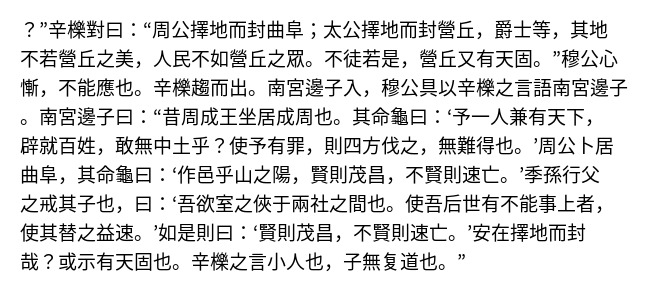 ？”辛櫟對曰：“周公擇地而封曲阜；太公擇地而封營丘，爵士等，其地
不若營丘之美，人民不如營丘之眾。不徒若是，營丘又有天固。”穆公心
慚，不能應也。辛櫟趨而出。南宮邊子入，穆公具以辛櫟之言語南宮邊子
。南宮邊子曰：“昔周成王坐居成周也。其命龜曰：‘予一人兼有天下，
辟就百姓，敢無中土乎？使予有罪，則四方伐之，無難得也。’周公卜居
曲阜，其命龜曰：‘作邑乎山之陽，賢則茂昌，不賢則速亡。’季孫行父
之戒其子也，曰：‘吾欲室之俠于兩社之間也。使吾后世有不能事上者，
使其替之益速。’如是則曰：‘賢則茂昌，不賢則速亡。’安在擇地而封
哉？或示有天固也。辛櫟之言小人也，子無复道也。”